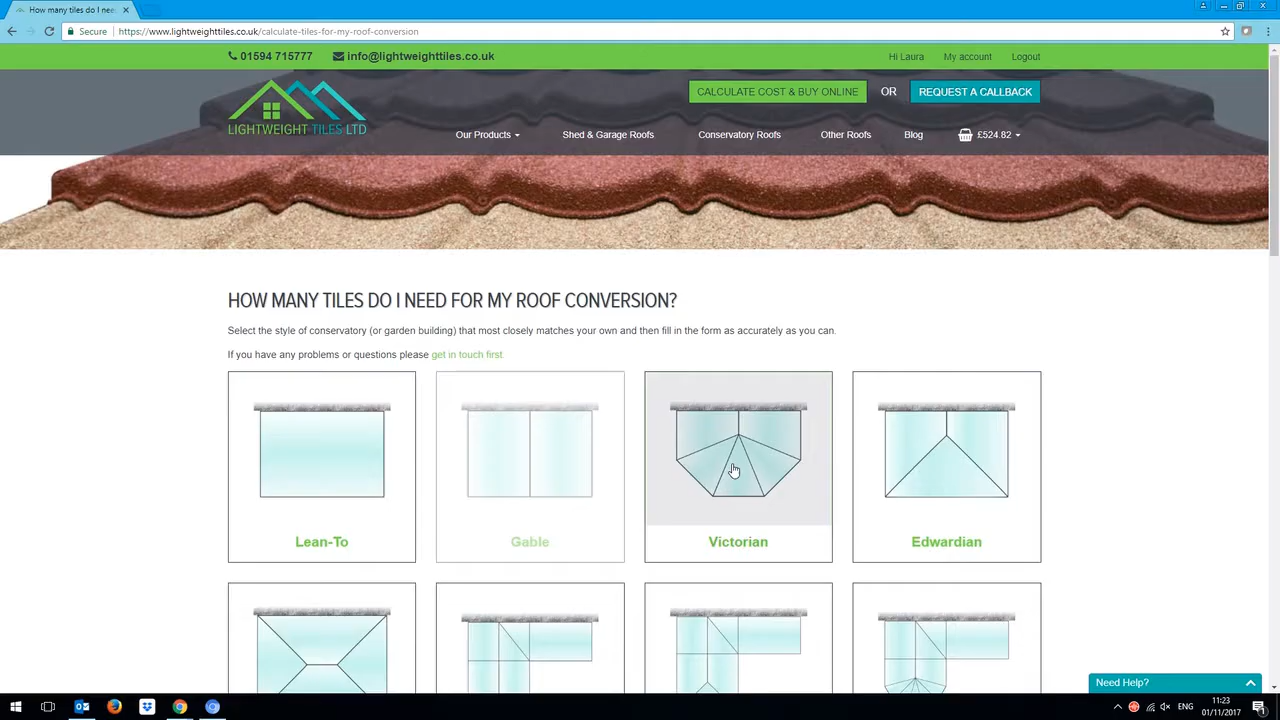 How many tiles do I nee
Secure
https://www.lightweighttiles.co.uk/calculate-tiles-for-my-roof-conversion
01594 715777
info@lightweighttiles.co.uk
Hi Laura
My account
Logout
LIGHTWEIGHT TILES LTD
CALCULATE COST & BUY ONLINE
OR
REQUEST A CALLBACK
Our Products
Shed & Garage Roofs
Conservatory Roofs
Other Roofs
Blog
£524.82
HOW MANY TILES DO I NEED FOR MY ROOF CONVERSION?
Select the style of conservatory (or garden building) that most closely matches your own and then fill in the form as accurately as you can.
If you have any problems or questions please get in touch first.
Lean-To
Gable
Victorian
Edwardian
Need Help?
ENG
11:23
01/11/2017